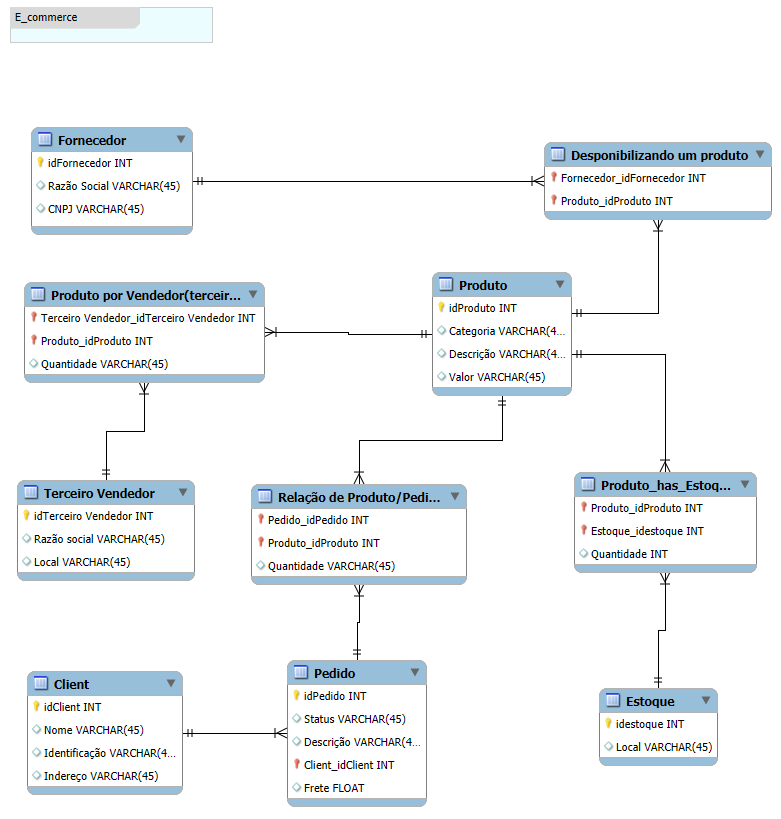 E_commerce
Fornecedor
idFornecedor INT
Razão Social VARCHAR(45)
CNPJ VARCHAR(45)
Desponibilizando um produto
Fornecedor_idFornecedor INT
Produto_idProduto INT
Produto por Vendedor(terceir...
Terceiro Vendedor_idTerceiro Vendedor INT
Produto_idProduto INT
Quantidade VARCHAR(45)
Produto
idProduto INT
Categoria VARCHAR(4...
Descrição VARCHAR(4...
Valor VARCHAR(45)
Terceiro Vendedor
idTerceiro Vendedor INT
Razão social VARCHAR(45)
Local VARCHAR(45)
Relação de Produto/Pedi...
Pedido_idPedido INT
Produto_idProduto INT
Quantidade VARCHAR(45)
Produto_has_Estoq...
Produto_idProduto INT
Estoque_idestoque INT
Quantidade INT
Client
idClient INT
Nome VARCHAR(45)
Identificação VARCHAR(4...
Indereço VARCHAR(45)
Pedido
idPedido INT
Status VARCHAR(45)
Descrição VARCHAR(4...
Client_idClient INT
Frete FLOAT
Estoque
idestoque INT
Local VARCHAR(45)